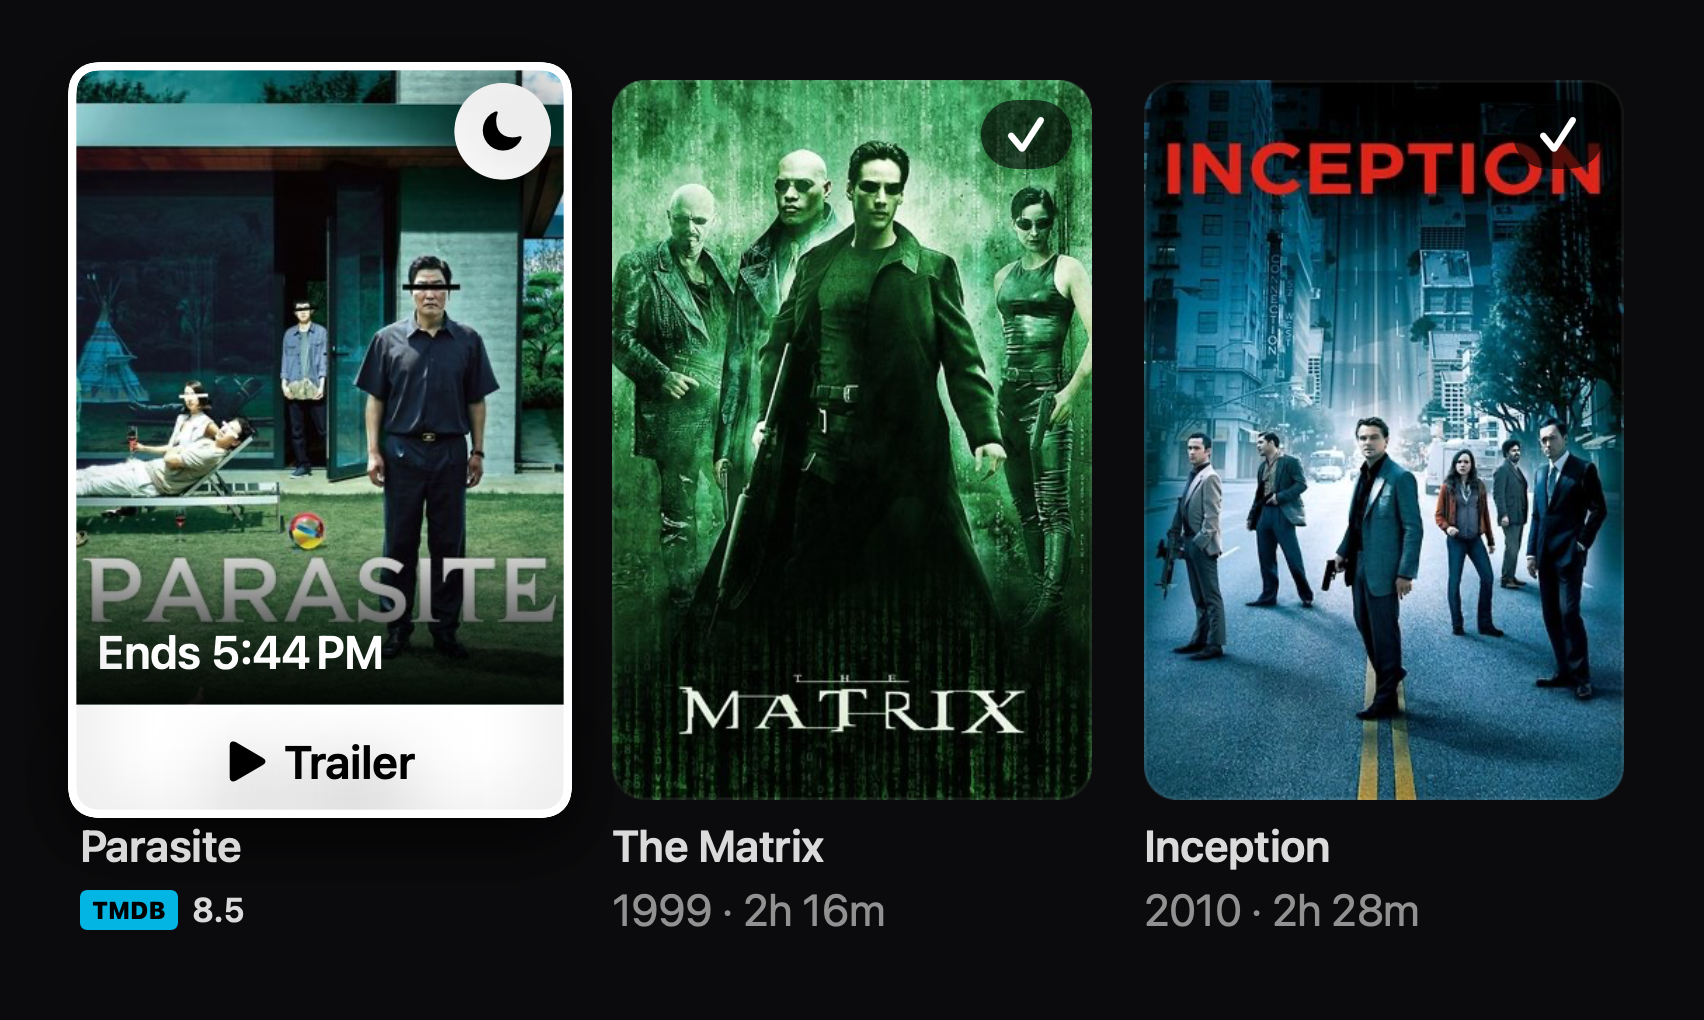 PARASITE
Ends 5:44 PM
Trailer
Parasite
TMDB 8.5
THE
MATRIX
The Matrix
1999 · 2h 16m
INCEPTION
Inception
2010 · 2h 28m